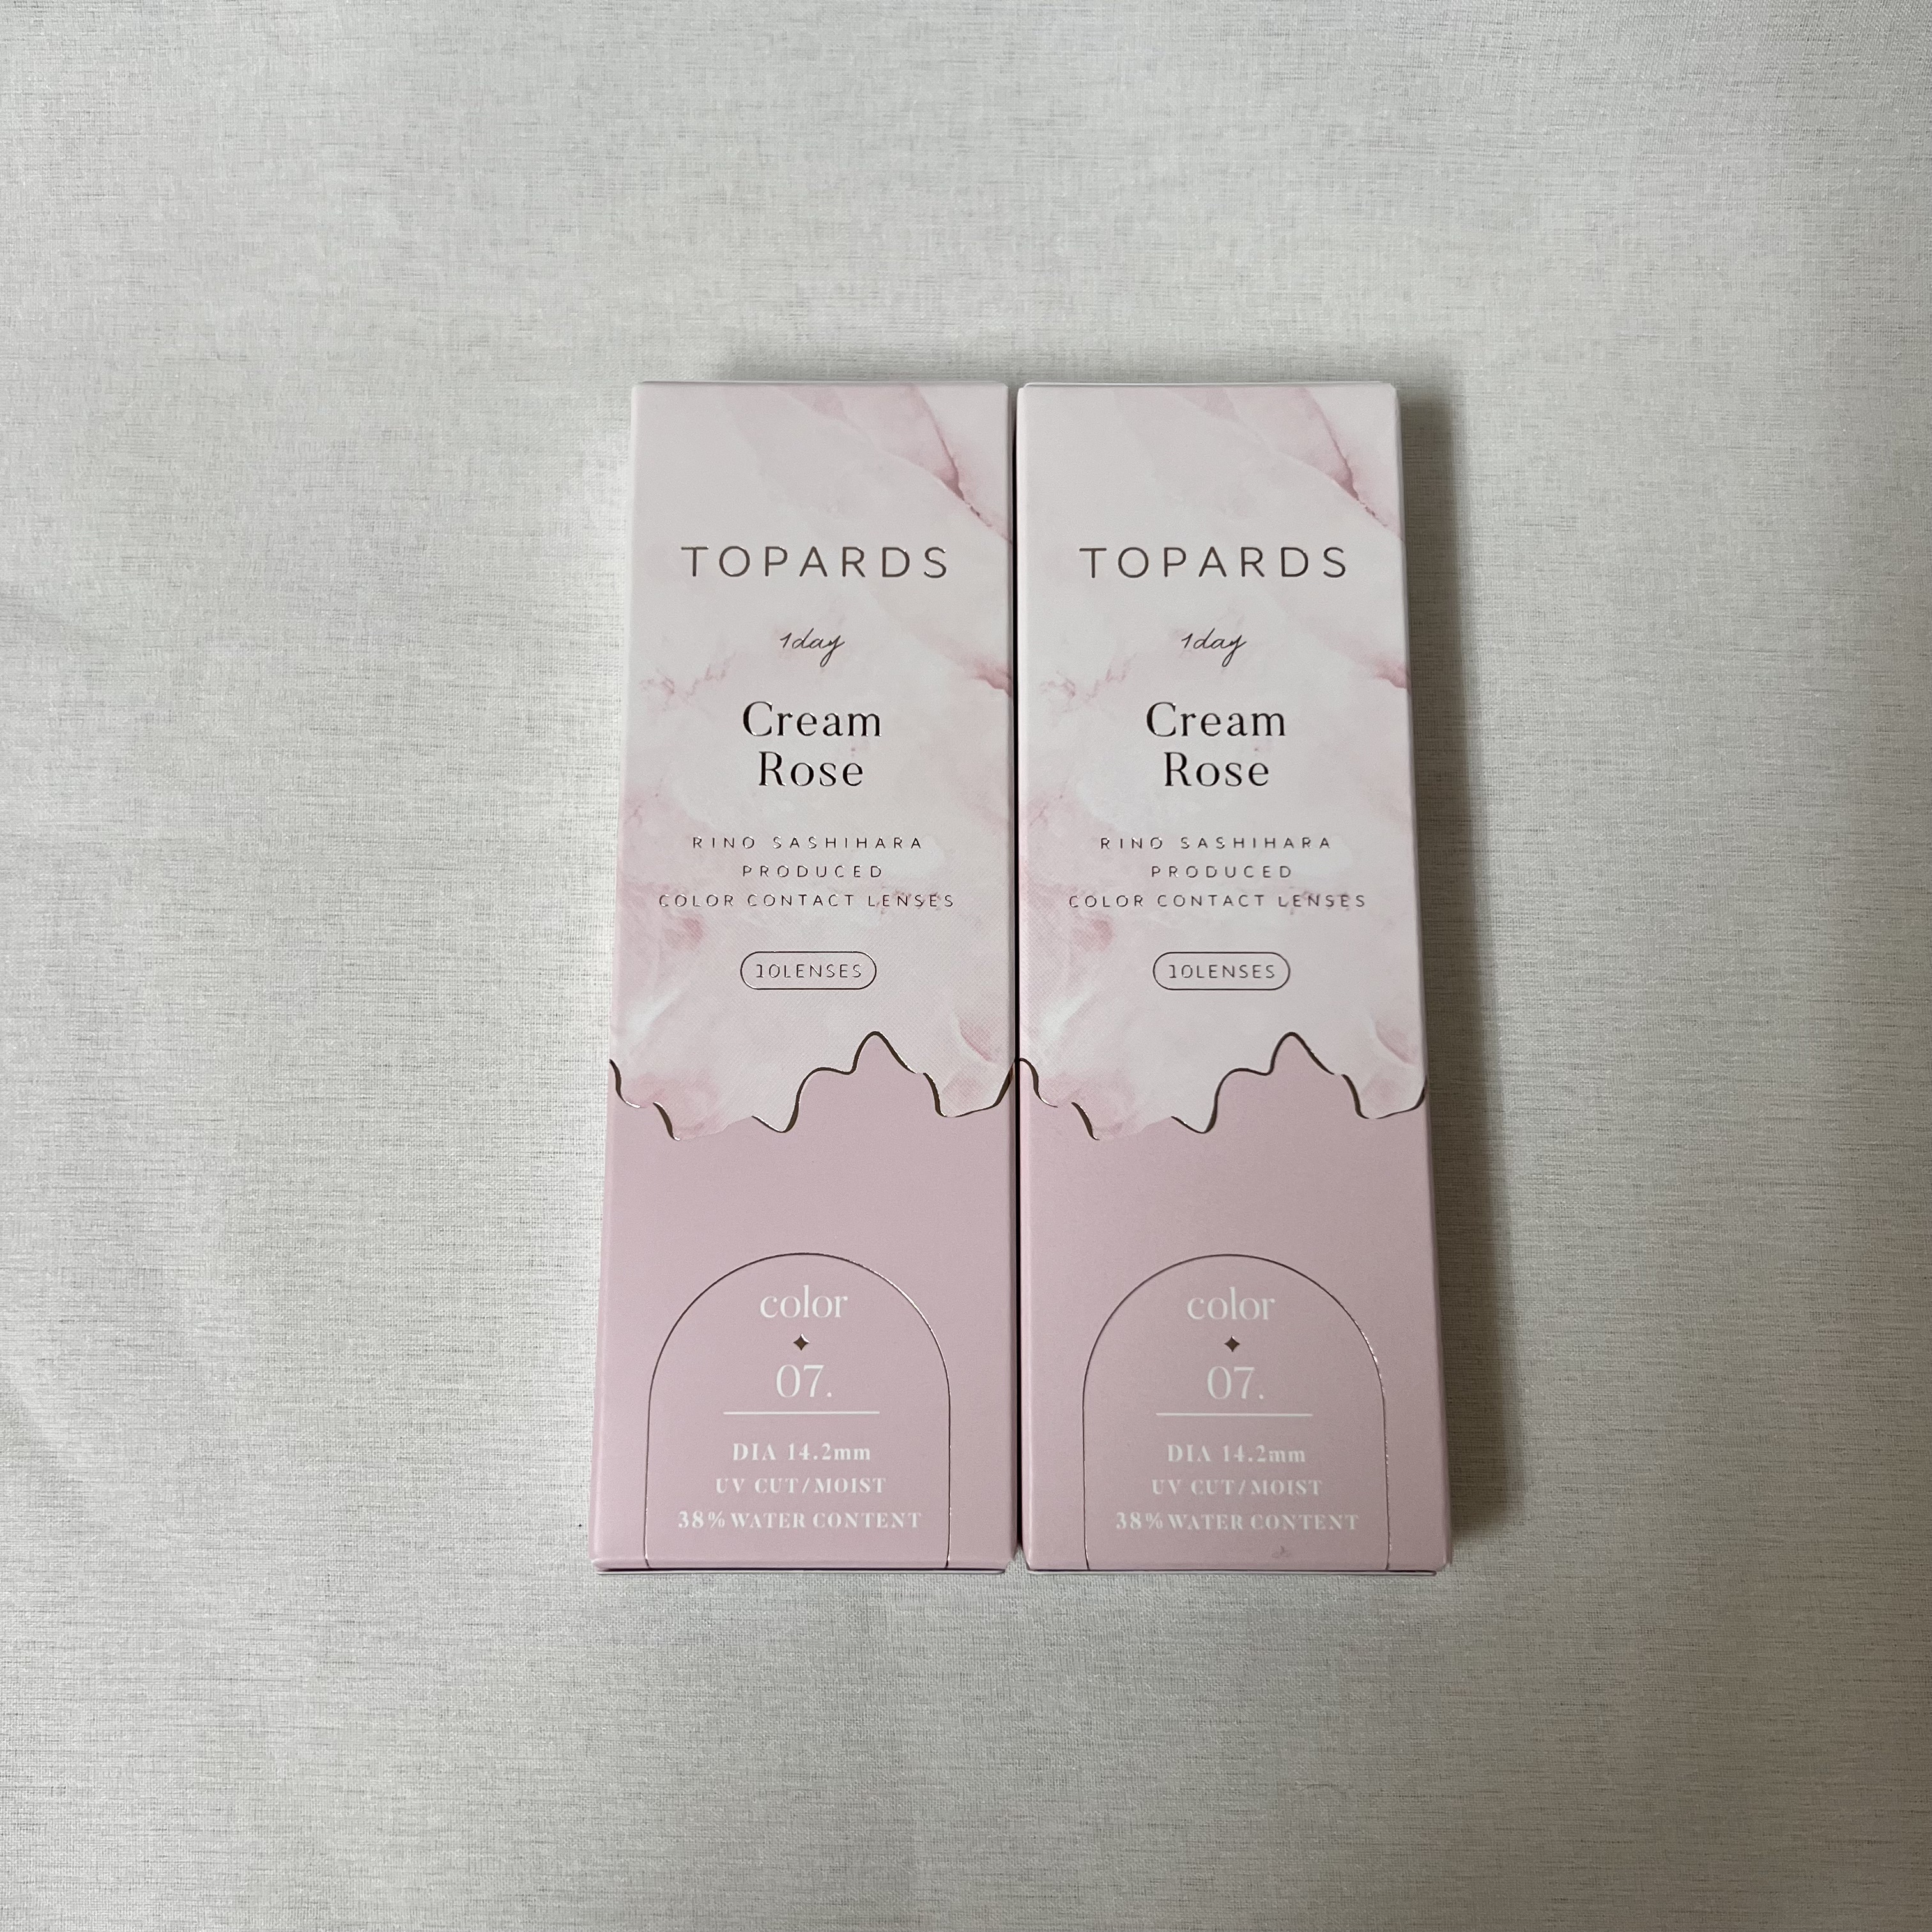 TOPARDS
1day
Cream
Rose
RINO SASHIHARA
PRODUCED
COLOR CONTACT LENSES
10LENSES
color
07.
DIA 14.2mm
UV CUT/MOIST
38% WATER CONTENT
TOPARDS
1day
Cream
Rose
RINO SASHIHARA
PRODUCED
COLOR CONTACT LENSES
10LENSES
color
07.
DIA 14.2mm
UV CUT/MOIST
38% WATER CONTENT